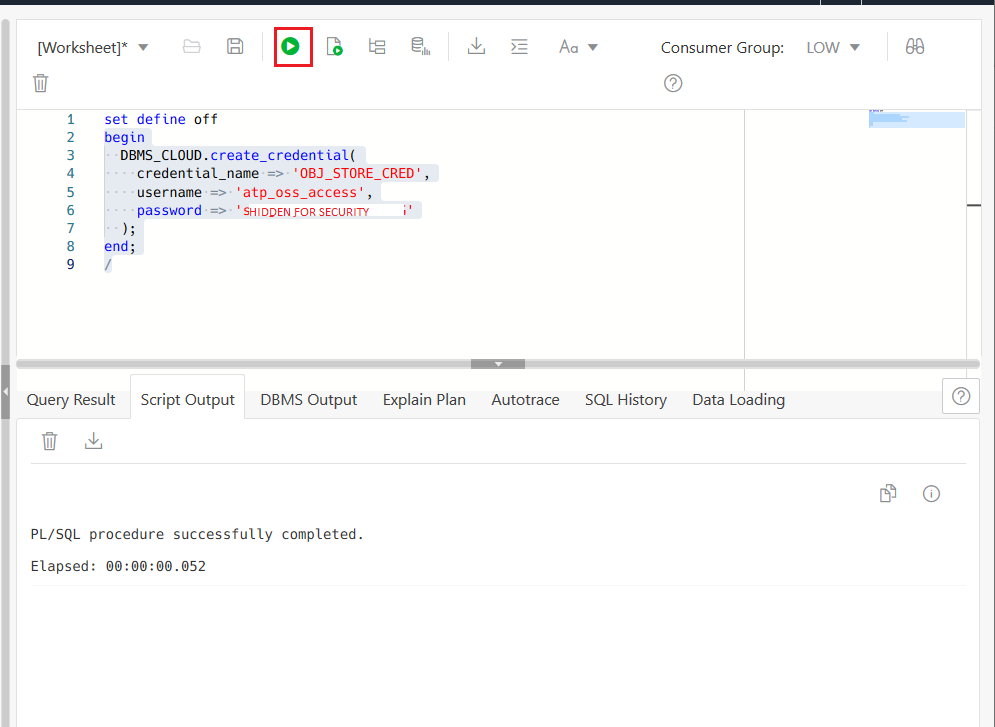 [Worksheet]*
Aa
Consumer Group: LOW
1 set define off
2 begin
3 DBMS_CLOUD.create_credential(
4 credential_name => 'OBJ_STORE_CRED',
5 username => 'atp_oss_access',
6 password => 'SHIDDEN FOR SECURITY i'
7 );
8 end;
9 /
Query Result Script Output DBMS Output Explain Plan Autotrace SQL History Data Loading
PL/SQL procedure successfully completed.
Elapsed: 00:00:00.052